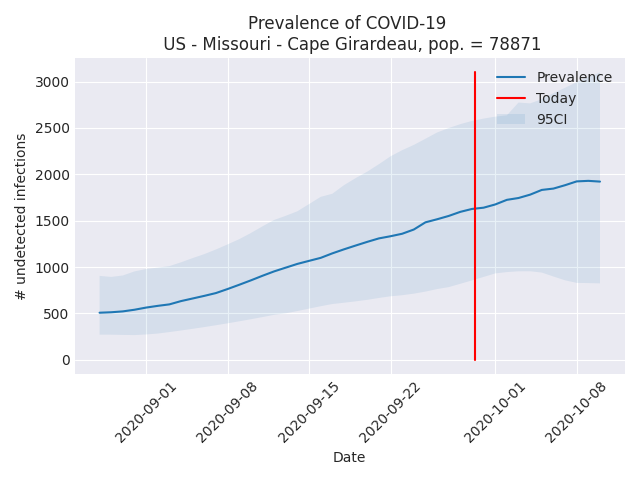 Prevalence of COVID-19
US - Missouri - Cape Girardeau, pop. = 78871
Prevalence
Today
95CI
# undetected infections
3000
2500
2000
1500
1000
500
0
2020-09-01
2020-09-08
2020-09-15
2020-09-22
2020-10-01
2020-10-08
Date